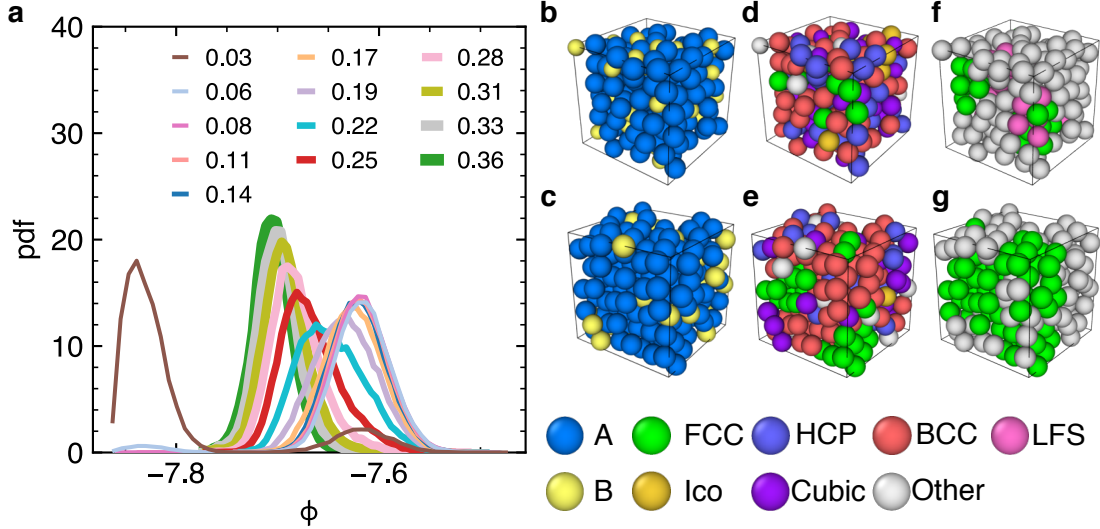 a
b
d
f
40
30
20
10
0
pdf
0.03
0.17
0.28
0.06
0.19
0.31
0.08
0.22
0.33
0.11
0.25
0.36
0.14
−7.8
−7.6
ϕ
c
e
g
A
FCC
HCP
BCC
LFS
B
Ico
Cubic
Other